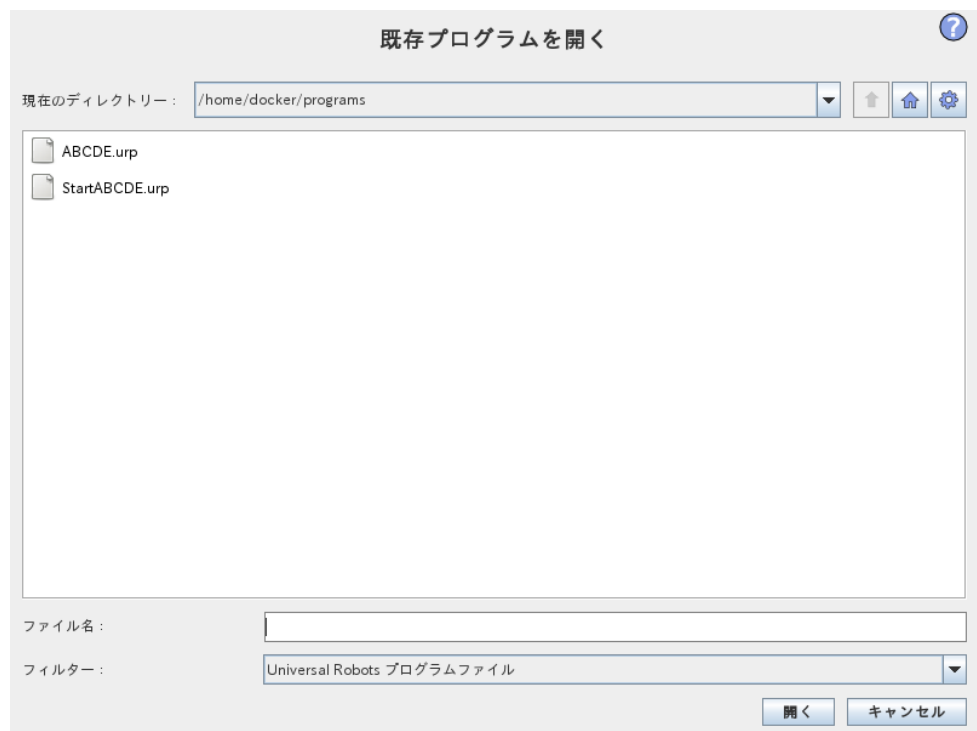 既存プログラムを開く
?
現在のディレクトリー： /home/docker/programs
ABCDE.urp
StartABCDE.urp
ファイル名：
フィルター： Universal Robots プログラムファイル
開く キャンセル